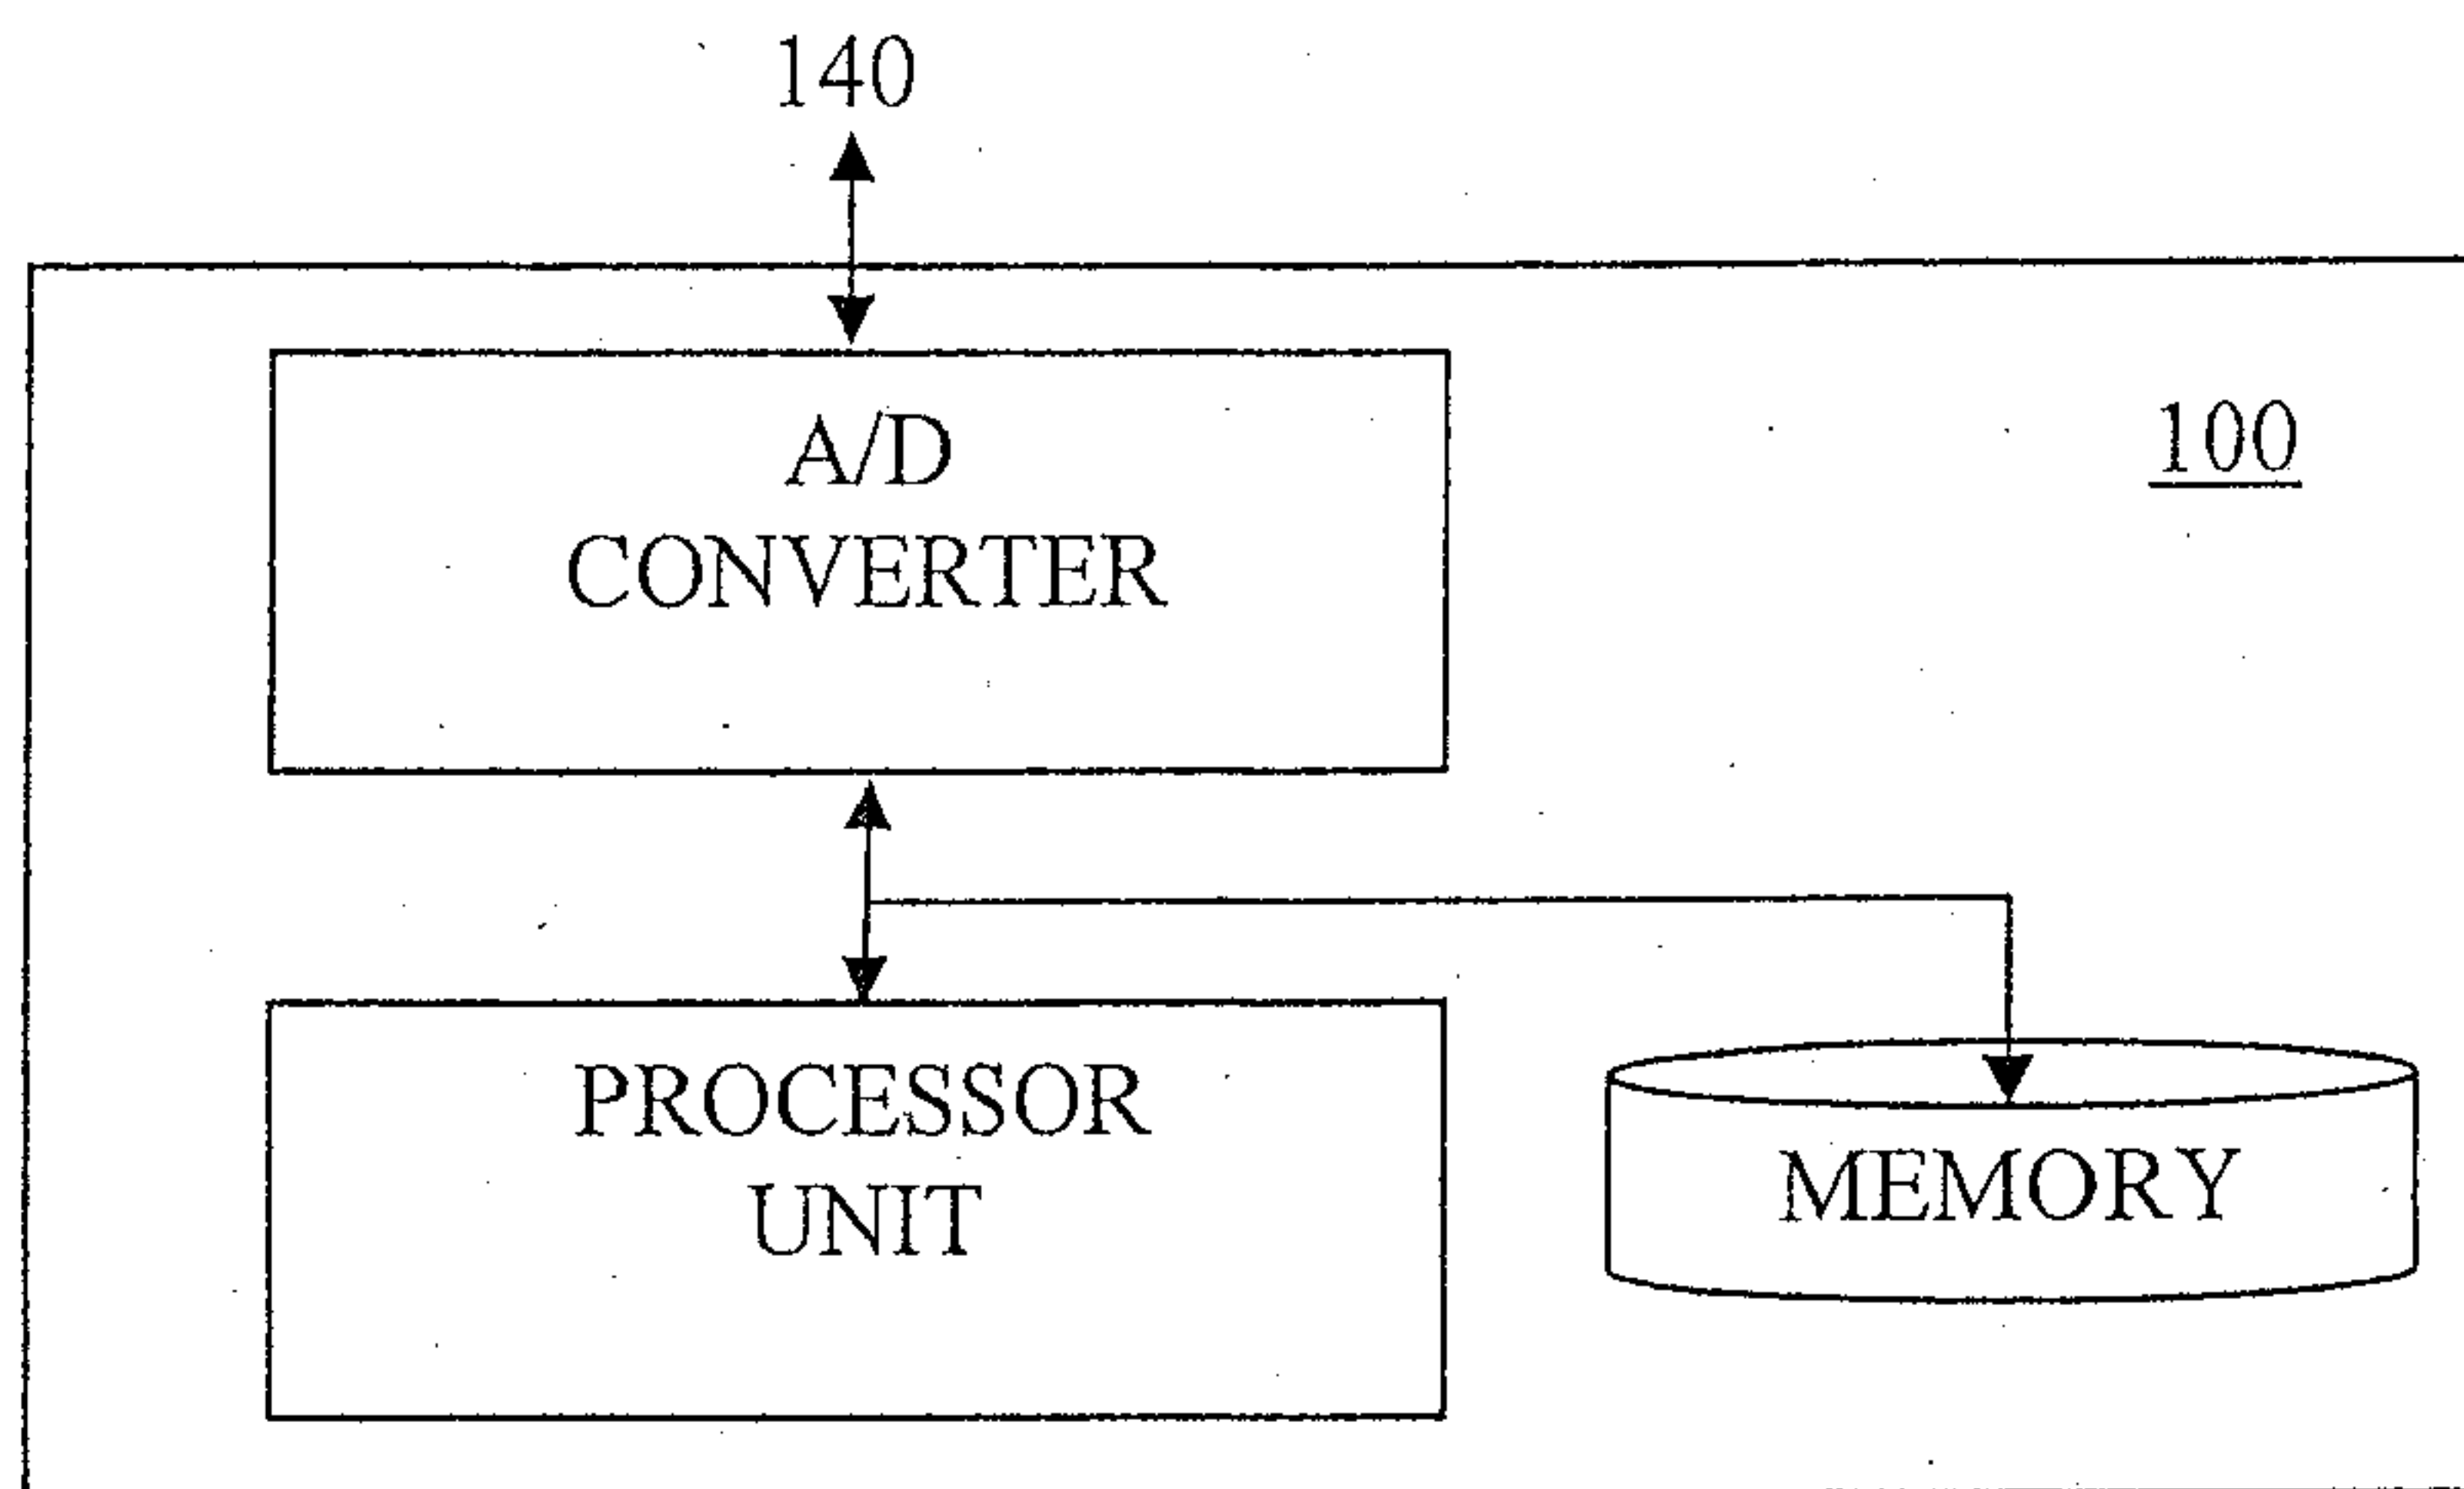 140
A/D
CONVERTER
100
PROCESSOR
UNIT
MEMORY